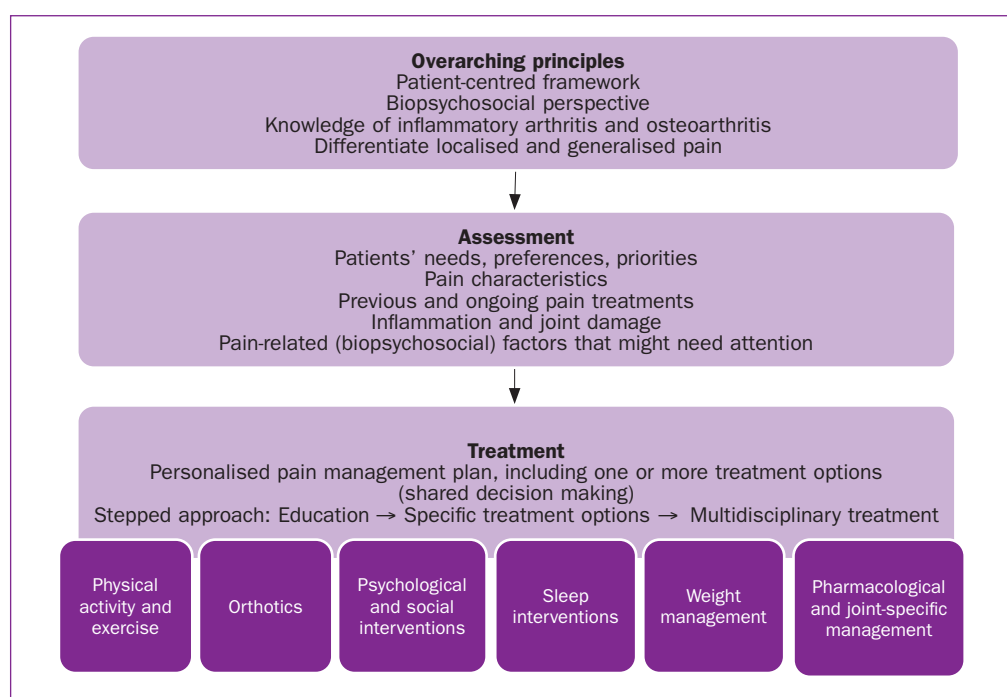 Overarching principles
Patient-centred framework
Biopsychosocial perspective
Knowledge of inflammatory arthritis and osteoarthritis
Differentiate localised and generalised pain
Assessment
Patients’ needs, preferences, priorities
Pain characteristics
Previous and ongoing pain treatments
Inflammation and joint damage
Pain-related (biopsychosocial) factors that might need attention
Treatment
Personalised pain management plan, including one or more treatment options
(shared decision making)
Stepped approach: Education → Specific treatment options → Multidisciplinary treatment
Physical
activity and
exercise
Orthotics
Psychological
and social
interventions
Sleep
interventions
Weight
management
Pharmacological
and joint-specific
management